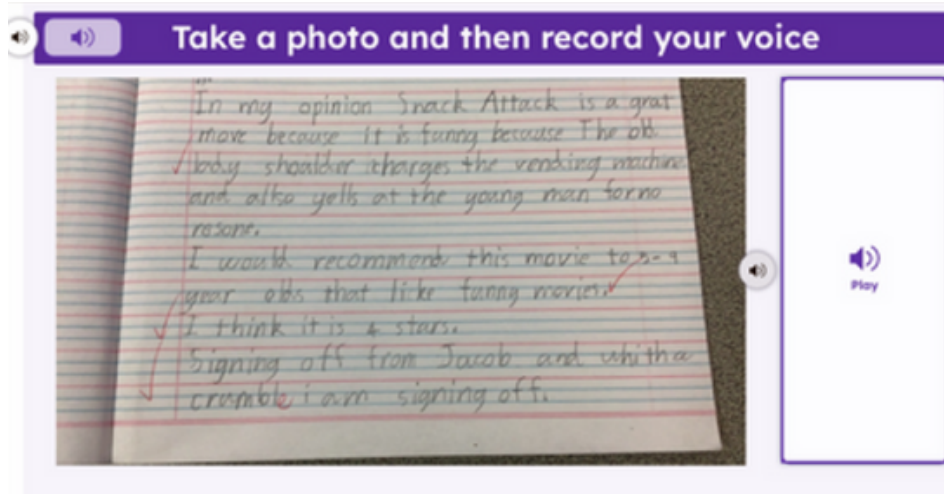 Take a photo and then record your voice
In my opinion Snack Attack is a grat
move because it is funny because The old
lady shoalder charges the vending machine
and also yells at the young man for no
resone.
I would recommend this movie to 5-9
year olds that like funny movies.
I think it is 4 stars.
Signing off from Jacob and whith a
crumble i am signing off.
Play